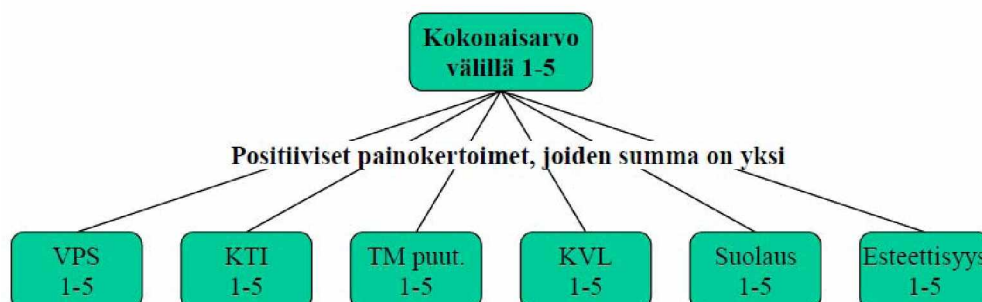 Kokonaisarvo
välillä 1-5
Positiiviset painokertoimet, joiden summa on yksi
VPS
1-5
KTI
1-5
TM puut.
1-5
KVL
1-5
Suolaus
1-5
Esteettisyys
1-5